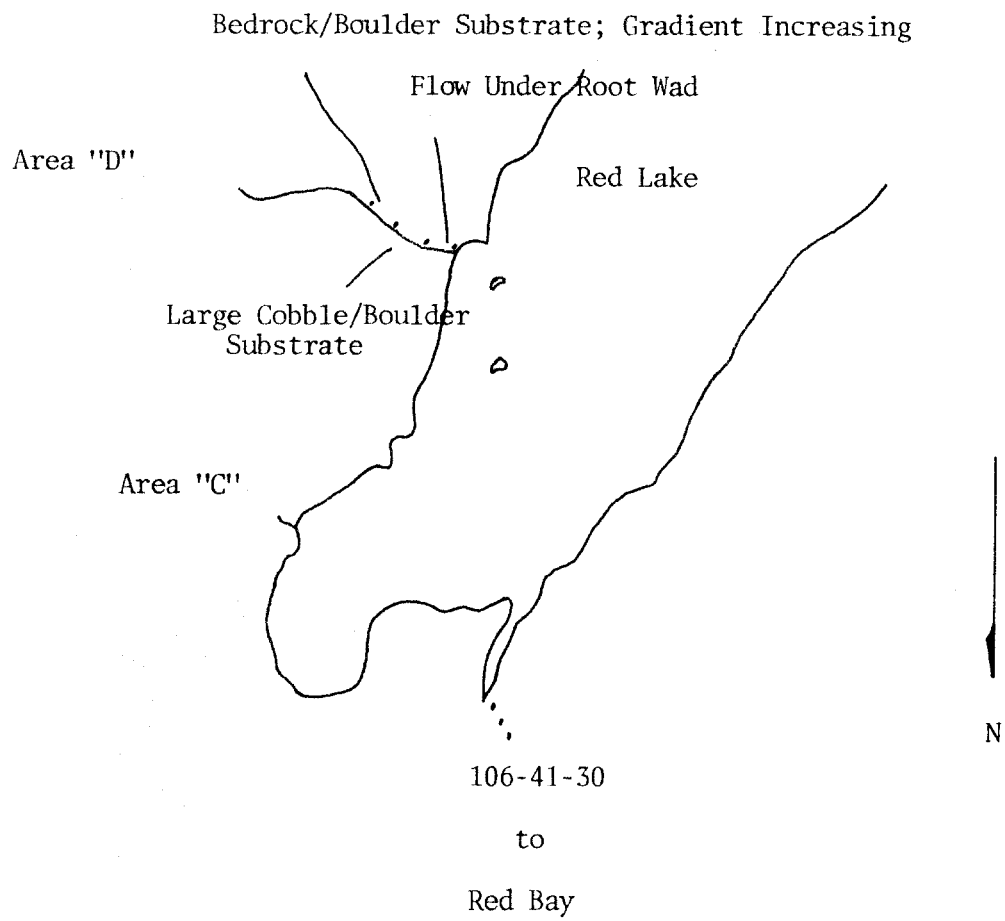 Bedrock/Boulder Substrate; Gradient Increasing
Flow Under Root Wad
Area "D"
Red Lake
Large Cobble/Boulder
Substrate
Area "C"
N
106-41-30
to
Red Bay